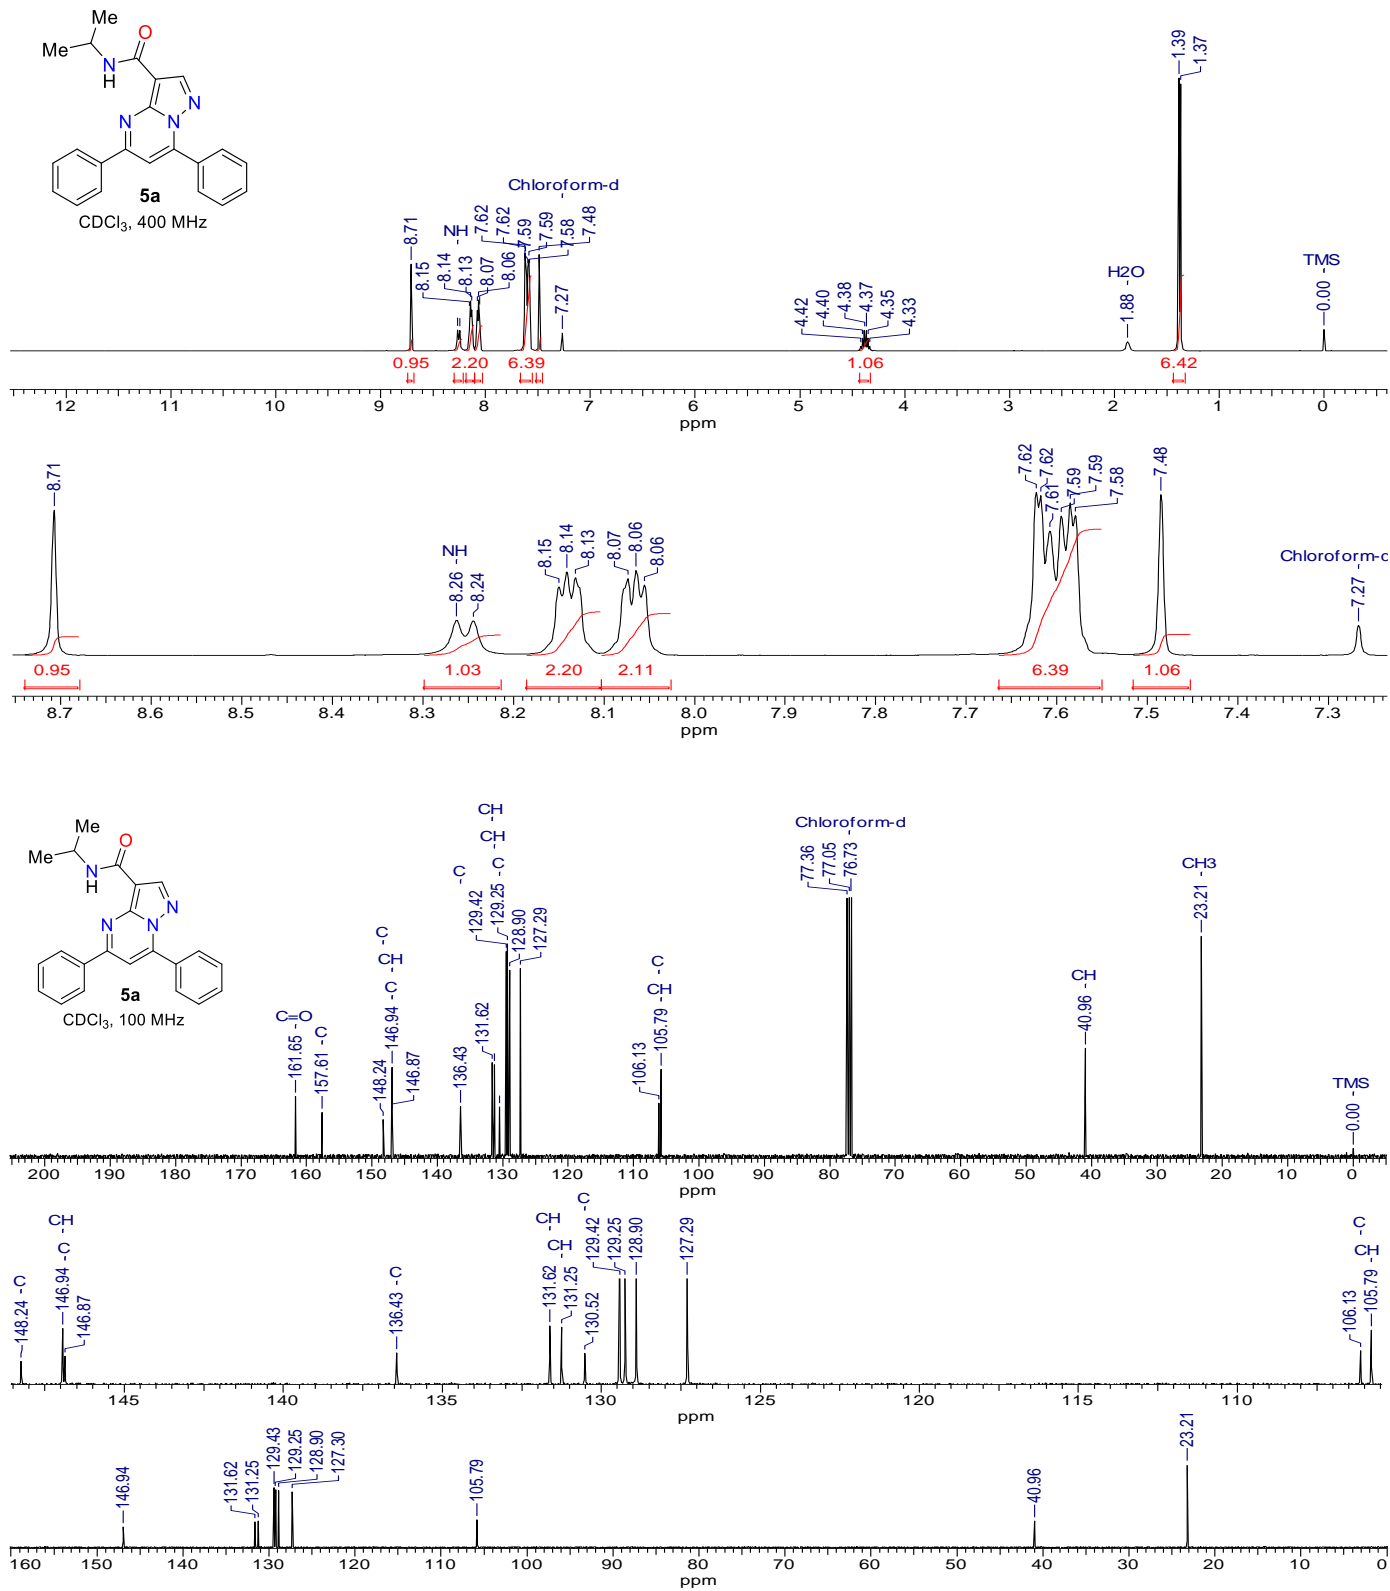 Me
Me
O
N
H
N
N
N
5a
CDCl3, 400 MHz
8.71
8.15
8.14
NH
8.13
8.07
8.06
7.62
7.62
7.59
Chloroform-d
7.59
7.58
7.48
7.27
4.42
4.40
4.38
4.37
4.35
4.33
H2O
1.88
1.39
1.37
TMS
0.00
0.95 2.20 6.39 1.06 6.42
12 11 10 9 8 7 6 5 4 3 2 1 0
ppm
8.71
NH
8.26
8.24
8.15
8.14
8.13
8.07
8.06
8.06
7.62
7.62
7.61
7.59
7.59
7.58
7.48
Chloroform-d
7.27
0.95 1.03 2.20 2.11 6.39 1.06
8.7 8.6 8.5 8.4 8.3 8.2 8.1 8.0 7.9 7.8 7.7 7.6 7.5 7.4 7.3
ppm
Me
Me
O
N
H
N
N
N
5a
CDCl3, 100 MHz
C=O
161.65
157.61 -C
C
148.24
CH
146.94 -C
146.87
C
136.43
131.62
129.42
CH
CH
129.25 -C
128.90
127.29
106.13
C
CH
105.79
Chloroform-d
77.36
77.05
76.73
40.96 -CH
CH3
23.21
TMS
0.00
200 190 180 170 160 150 140 130 120 110 100 90 80 70 60 50 40 30 20 10 0
ppm
148.24 -C
CH
146.94 -C
146.87
136.43 -C
CH
131.62
CH
131.25
C
130.52
129.42
129.25
128.90
127.29
C
106.13
CH
105.79
145 140 135 130 125 120 115 110
ppm
146.94
131.62
131.25
129.43
129.25
128.90
127.30
105.79
40.96
23.21
160 150 140 130 120 110 100 90 80 70 60 50 40 30 20 10 0
ppm